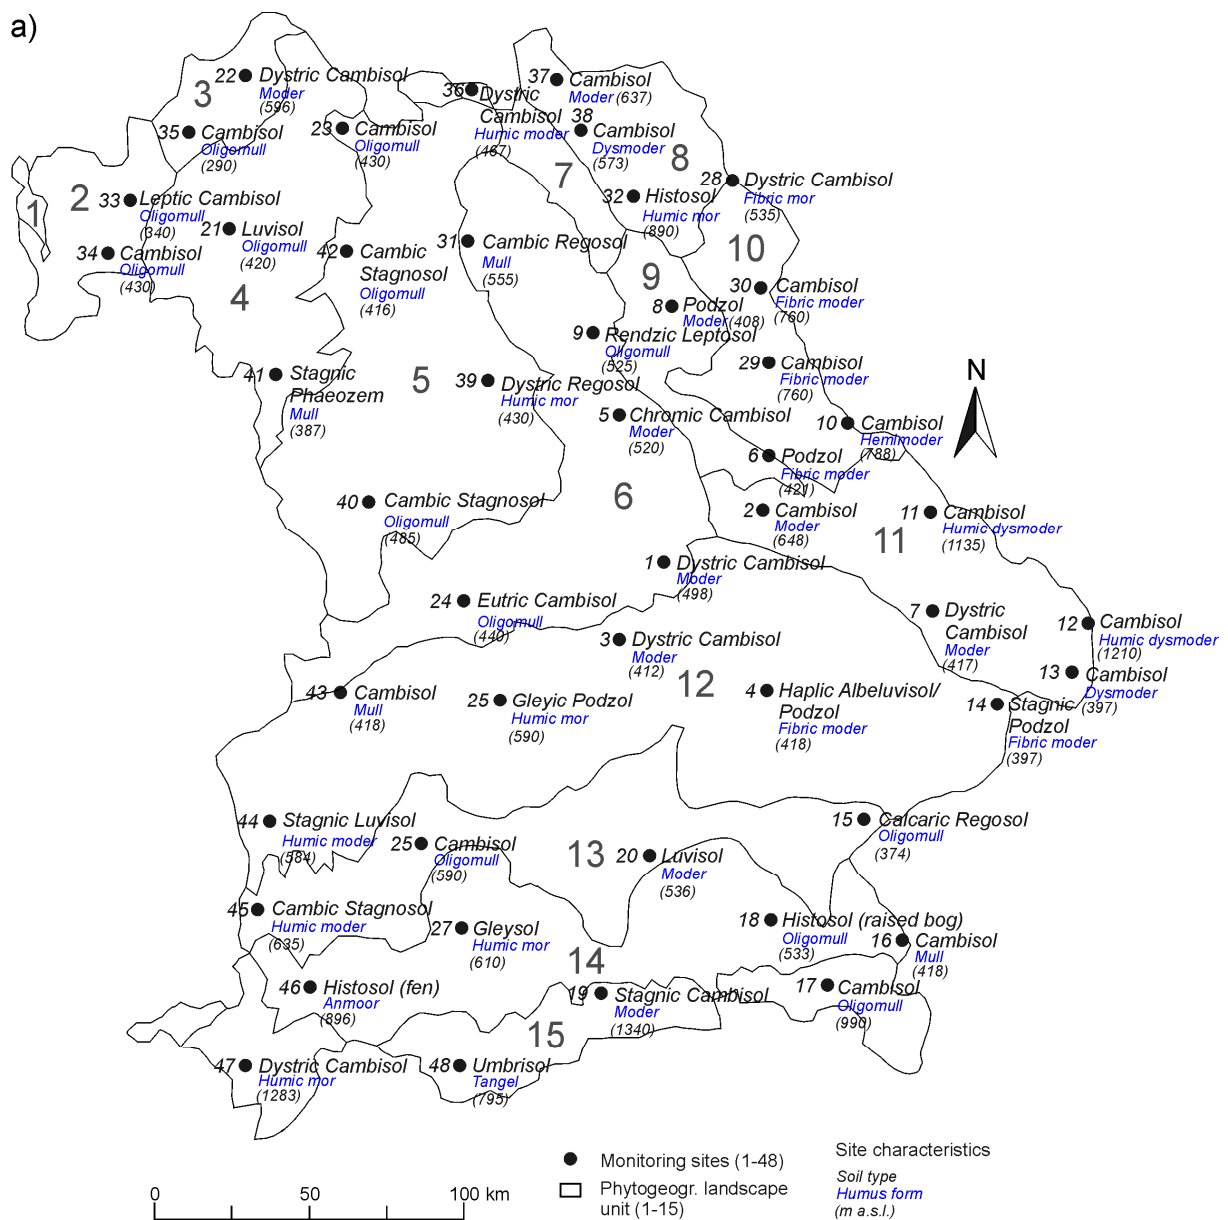 a)
3
22 Dystric Cambisol
Moder
(596)
35 Cambisol
Oligomull
(290)
23 Cambisol
Oligomull
(430)
36 Dystric
Cambisol
Humic moder
(467)
37 Cambisol
Moder (637)
38
Cambisol
Dysmoder
(573)
7
8
28 Dystric Cambisol
Fibric mor
(535)
32 Histosol
Humic mor
(890)
10
1
2
33 Leptic Cambisol
Oligomull
(340)
21 Luvisol
Oligomull
(420)
34 Cambisol
Oligomull
(430)
4
42 Cambic
Stagnosol
Oligomull
(416)
31 Cambic Regosol
Mull
(555)
9
30 Cambisol
Fibric moder
(760)
8 Podzol
Moder (408)
9 Rendzic Leptosol
Oligomull
(525)
29 Cambisol
Fibric moder
(760)
41 Stagnic
Phaeozem
Mull
(387)
5
39 Dystric Regosol
Humic mor
(430)
5 Chromic Cambisol
Moder
(520)
10 Cambisol
Hemimoder
(788)
N
6 Podzol
Fibric moder
(421)
40 Cambic Stagnosol
Oligomull
(485)
6
2 Cambisol
Moder
(648)
11 Cambisol
Humic dysmoder
(1135)
11
1 Dystric Cambisol
Moder
(498)
24 Eutric Cambisol
Oligomull
(440)
3 Dystric Cambisol
Moder
(412)
7 Dystric
Cambisol
Moder
(417)
12 Cambisol
Humic dysmoder
(1210)
13 Cambisol
Dysmoder
(397)
43 Cambisol
Mull
(418)
25 Gleyic Podzol
Humic mor
(590)
12
4 Haplic Albeluvisol/
Podzol
Fibric moder
(418)
14 Stagnic
Podzol
Fibric moder
(397)
44 Stagnic Luvisol
Humic moder
(584)
25 Cambisol
Oligomull
(590)
13
20 Luvisol
Moder
(536)
15 Calcaric Regosol
Oligomull
(374)
45 Cambic Stagnosol
Humic moder
(635)
27 Gleysol
Humic mor
(610)
18 Histosol (raised bog)
Oligomull
(533)
16 Cambisol
Mull
(418)
14
46 Histosol (fen)
Anmoor
(896)
19 Stagnic Cambisol
Moder
(1340)
17 Cambisol
Oligomull
(990)
15
47 Dystric Cambisol
Humic mor
(1283)
48 Umbrisol
Tangel
(795)
Monitoring sites (1-48)
Phytogeogr. landscape
unit (1-15)
Site characteristics
Soil type
Humus form
(m a.s.l.)
0 50 100 km